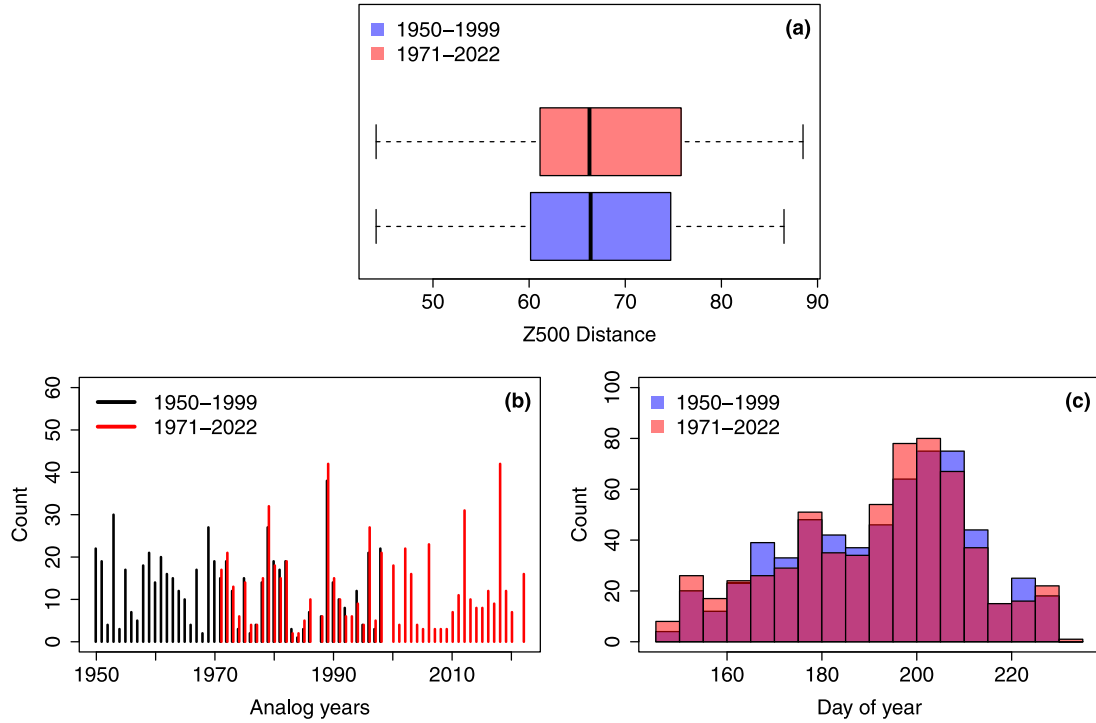 (a)
1950−1999
1971−2022
50 60 70 80 90
Z500 Distance
(b)
1950−1999
1971−2022
Count
0 10 20 30 40 50 60
1950 1970 1990 2010
Analog years
(c)
1950−1999
1971−2022
Count
0 20 40 60 80 100
160 180 200 220
Day of year